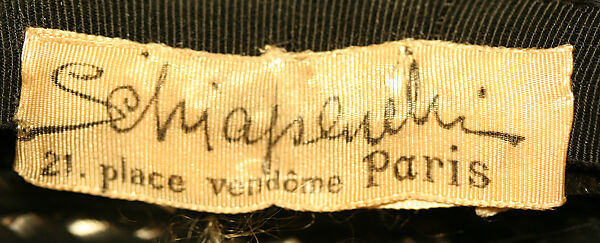 Schiaparelli
21. place vendôme Paris